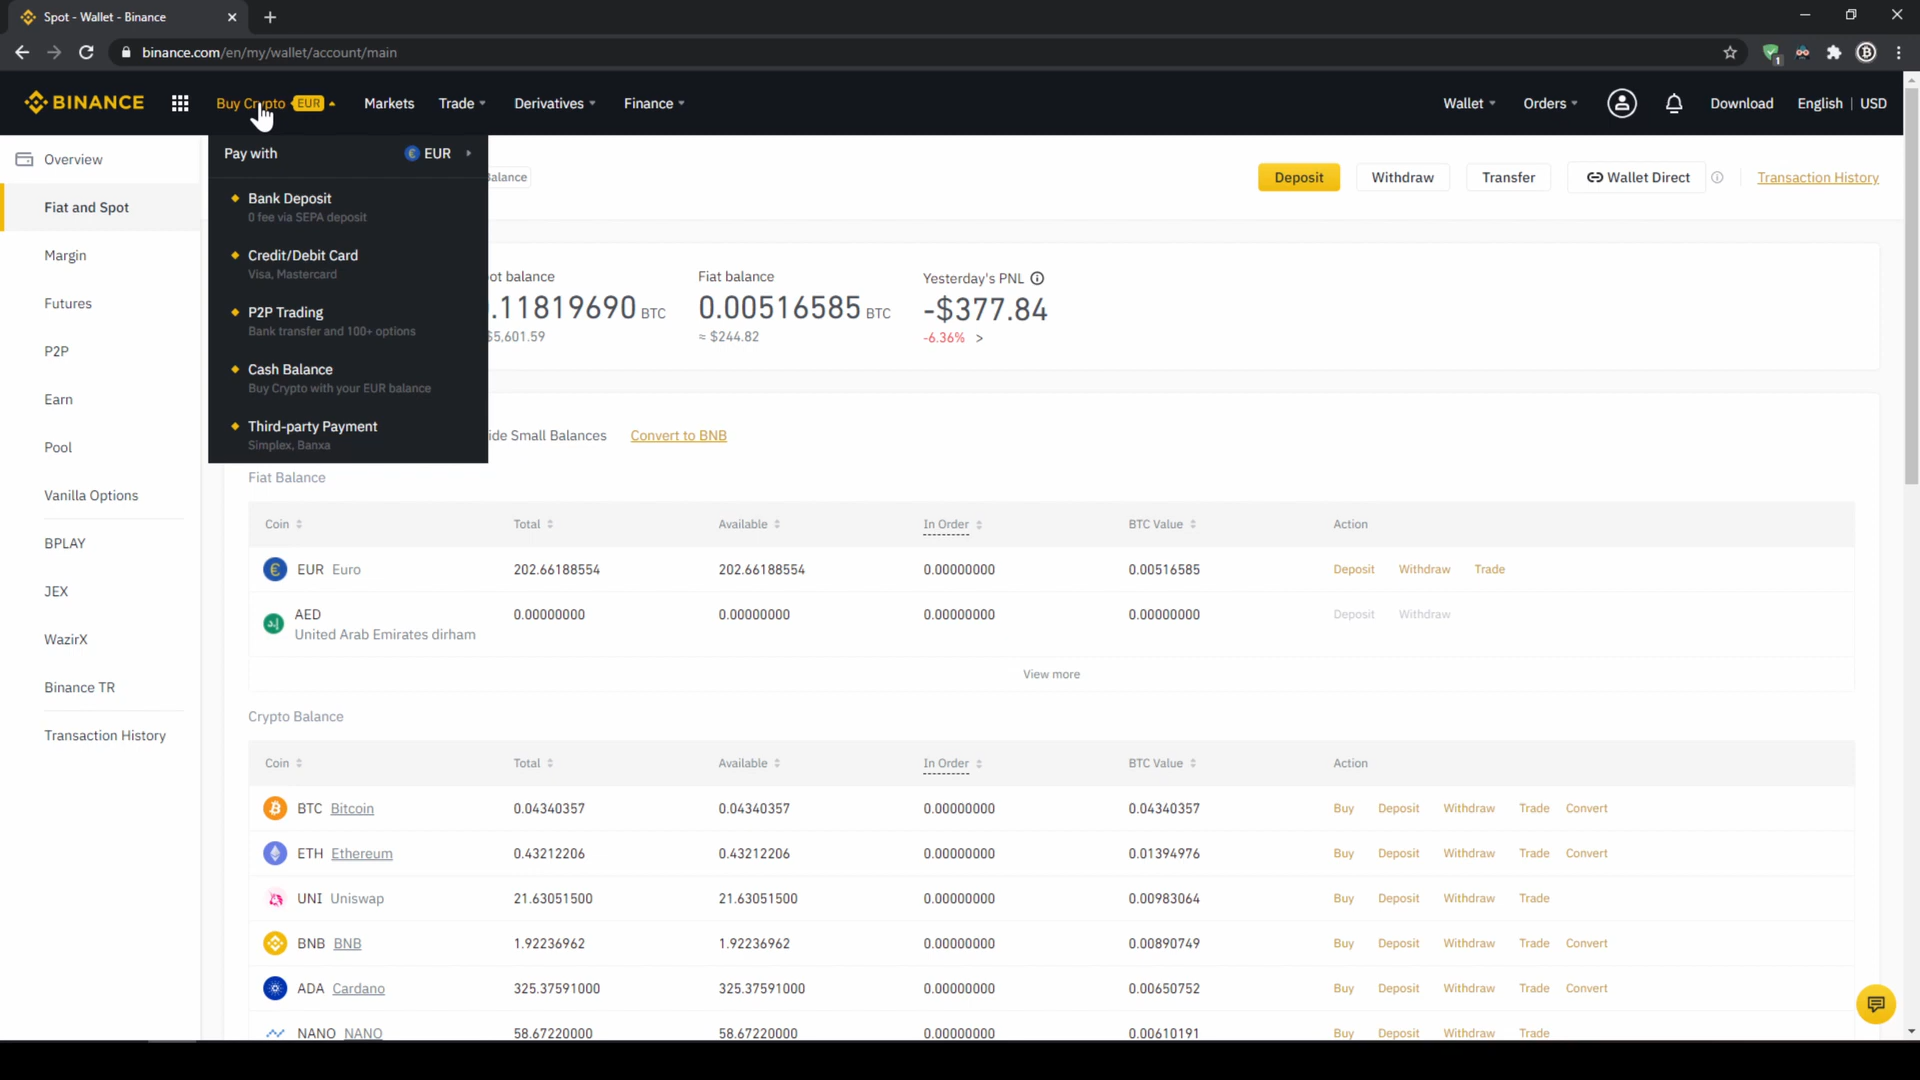 Spot - Wallet - Binance
binance.com/en/my/wallet/account/main
1
BINANCE
Buy Crypto EUR Markets Trade Derivatives Finance Wallet Orders Download English | USD
Pay with EUR
Bank Deposit
0 fee via SEPA deposit
Credit/Debit Card
Visa, Mastercard
P2P Trading
Bank transfer and 100+ options
Cash Balance
Buy Crypto with your EUR balance
Third-party Payment
Simplex, Banxa
Overview
Fiat and Spot
Margin
Futures
P2P
Earn
Pool
Vanilla Options
BPLAY
JEX
WazirX
Binance TR
Transaction History
Balance Deposit Withdraw Transfer Wallet Direct Transaction History
balance Fiat balance Yesterday's PNL
.11819690 BTC 0.00516585 BTC -$377.84
$5,601.59 ≈ $244.82 -6.36% >
Small Balances Convert to BNB
Fiat Balance
Coin Total Available In Order BTC Value Action
EUR Euro 202.66188554 202.66188554 0.00000000 0.00516585 Deposit Withdraw Trade
AED 0.00000000 0.00000000 0.00000000 0.00000000 Deposit Withdraw
United Arab Emirates dirham
View more
Crypto Balance
Coin Total Available In Order BTC Value Action
BTC Bitcoin 0.04340357 0.04340357 0.00000000 0.04340357 Buy Deposit Withdraw Trade Convert
ETH Ethereum 0.43212206 0.43212206 0.00000000 0.01394976 Buy Deposit Withdraw Trade Convert
UNI Uniswap 21.63051500 21.63051500 0.00000000 0.00983064 Buy Deposit Withdraw Trade
BNB BNB 1.92236962 1.92236962 0.00000000 0.00890749 Buy Deposit Withdraw Trade Convert
ADA Cardano 325.37591000 325.37591000 0.00000000 0.00650752 Buy Deposit Withdraw Trade Convert
NANO NANO 58.67220000 58.67220000 0.00000000 0.00610191 Buy Deposit Withdraw Trade